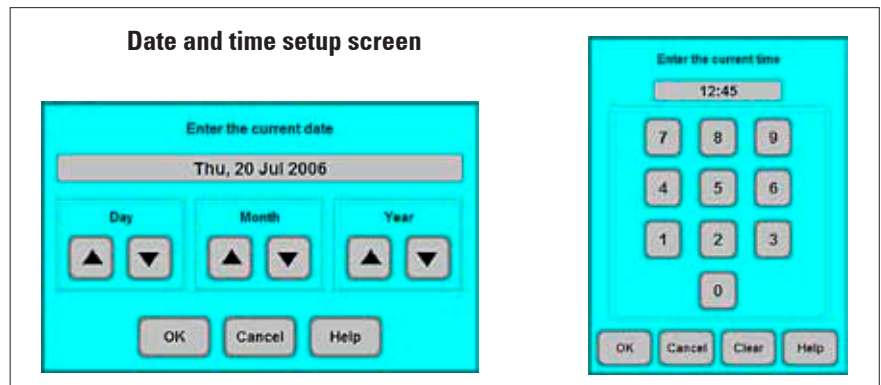 Date and time setup screen
Enter the current date
Thu, 20 Jul 2006
Day Month Year
OK Cancel Help
Enter the current time
12:45
7 8 9
4 5 6
1 2 3
0
OK Cancel Clear Help